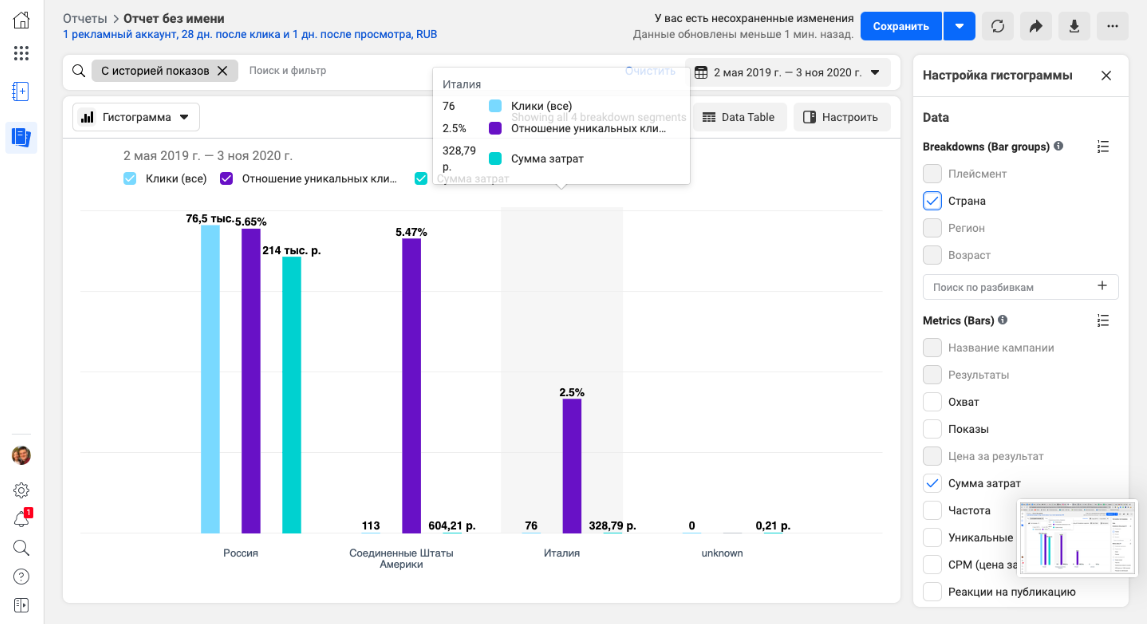 Отчеты > Отчет без имени
1 рекламный аккаунт, 28 дн. после клика и 1 дн. после просмотра, RUB
У вас есть несохраненные изменения
Данные обновлены меньше 1 мин. назад.
Сохранить
С историей показов
Поиск и фильтр
Очистить
2 мая 2019 г. — 3 ноя 2020 г.
Италия
76 Клики (все)
2.5% Отношение уникальных кли...
328,79 р. Сумма затрат
Гистограмма
Showing all 4 breakdown segments
Data Table
Настроить
2 мая 2019 г. — 3 ноя 2020 г.
Клики (все) Отношение уникальных кли... Сумма затрат
76,5 тыс. 5.65%
214 тыс. р.
5.47%
2.5%
113 604,21 р. 76 328,79 р. 0 0,21 р.
Россия
Соединенные Штаты
Америки
Италия
unknown
Настройка гистограммы
Data
Breakdowns (Bar groups)
Плейсмент
Страна
Регион
Возраст
Поиск по разбивкам
Metrics (Bars)
Название кампании
Результаты
Охват
Показы
Цена за результат
Сумма затрат
Частота
Уникальные
CPM (цена за
Реакции на публикацию
1